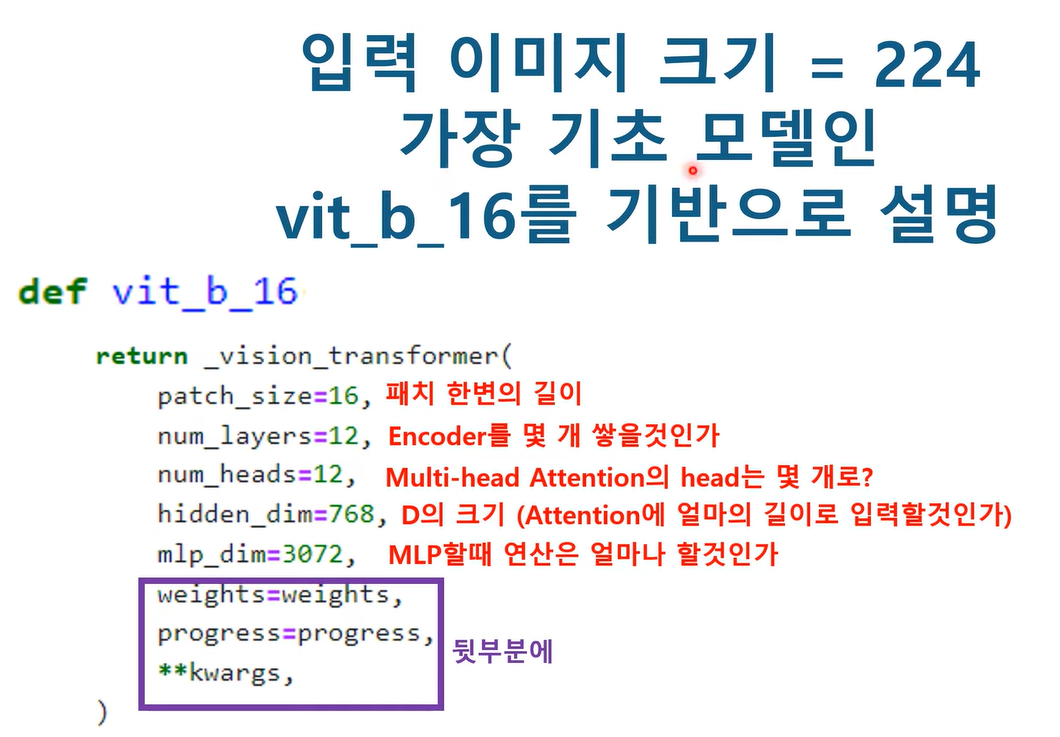 입력 이미지 크기 = 224
가장 기초 모델인
vit_b_16를 기반으로 설명
def vit_b_16
return _vision_transformer(
patch_size=16, 패치 한변의 길이
num_layers=12, Encoder를 몇 개 쌓을것인가
num_heads=12, Multi-head Attention의 head는 몇 개로?
hidden_dim=768, D의 크기 (Attention에 얼마의 길이로 입력할것인가)
mlp_dim=3072, MLP할때 연산은 얼마나 할것인가
weights=weights,
progress=progress, 뒷부분에
**kwargs,
)